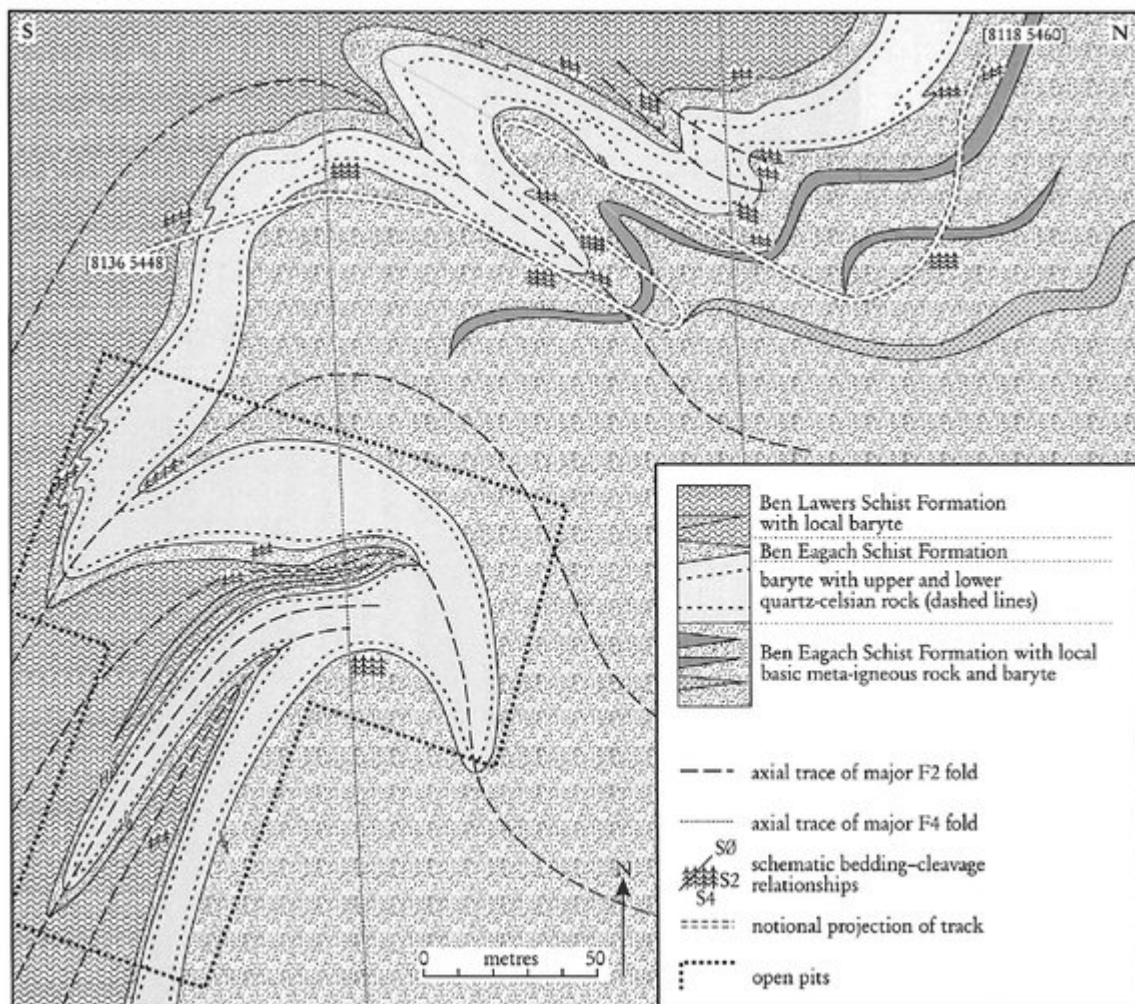 S
N
[8118 5460]
[8136 5448]
Ben Lawers Schist Formation
with local baryte
Ben Eagach Schist Formation
baryte with upper and lower
quartz-celsian rock (dashed lines)
Ben Eagach Schist Formation with local
basic meta-igneous rock and baryte
axial trace of major F2 fold
axial trace of major F4 fold
SØ
S2
S4
schematic bedding–cleavage
relationships
notional projection of track
open pits
N
0 metres 50